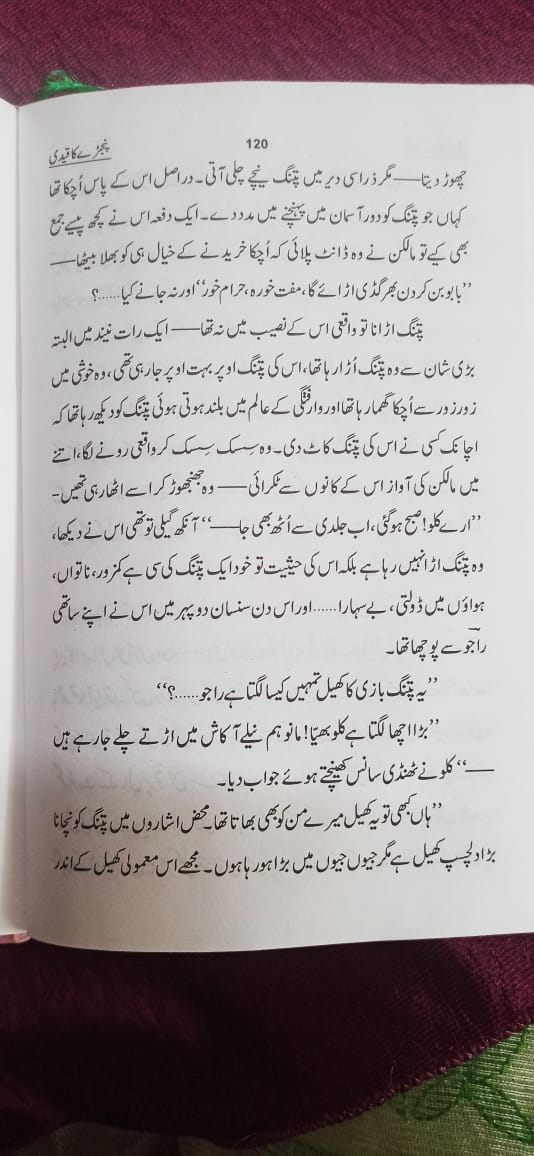 120
پنجڑے کا قیدی
چھوڑ دیتا——مگر ذرا سی دیر میں پتنگ نیچے چلی آتی۔ دراصل اس کے پاس اُچکا تھا
کہاں جو پتنگ کو دور آسمان میں پہنچنے میں مدد دے۔ ایک دفعہ اس نے کچھ پیسے جمع
بھی کیے تو مالکن نے وہ ڈانٹ پلائی کہ اُچکا خریدنے کے خیال ہی کو بھلا بیٹھا——
’’بابو بن کر دن بھر گڈی اڑائے گا، مفت خورہ، حرام خور‘‘ اور نہ جانے کیا……؟
پتنگ اڑانا تو واقعی اس کے نصیب میں نہ تھا—— ایک رات نیند میں البتہ
بڑی شان سے وہ پتنگ اُڑا رہا تھا، اس کی پتنگ اوپر بہت اوپر جارہی تھی، وہ خوشی میں
زور زور سے اُچکا گھما رہا تھا اور وارفتگی کے عالم میں بلند ہوتی ہوئی پتنگ کو دیکھ رہا تھا کہ
اچانک کسی نے اس کی پتنگ کاٹ دی۔ وہ سِسک سِسک کر واقعی رونے لگا، اتنے
میں مالکن کی آواز اس کے کانوں سے ٹکرائی—— وہ جھنجھوڑ کر اسے اٹھا رہی تھیں۔
’’ارے کلو! صبح ہوگئی، اب جلدی سے اُٹھ بھی جا——‘‘ آنکھ گیلی تو تھی اس نے دیکھا،
وہ پتنگ اڑا نہیں رہا ہے بلکہ اس کی حیثیت تو خود ایک پتنگ کی سی ہے کمزور، ناتواں،
ہواؤں میں ڈولتی، بے سہارا……اور اس دن سنسان دوپہر میں اس نے اپنے ساتھی
راجو سے پوچھا تھا۔
’’یہ پتنگ بازی کا کھیل تمہیں کیسا لگتا ہے راجو……؟‘‘
’’بڑا اچھا لگتا ہے کلو بھیّا! مانو ہم نیلے آکاش میں اڑتے چلے جارہے ہیں
——‘‘ کلو نے ٹھنڈی سانس کھینچتے ہوئے جواب دیا۔
’’ہاں کبھی تو یہ کھیل میرے من کو بھی بھاتا تھا۔ محض اشاروں میں پتنگ کو نچانا
بڑا دلچسپ کھیل ہے مگر جیوں جیوں میں بڑا ہورہا ہوں۔ مجھے اس معمولی کھیل کے اندر